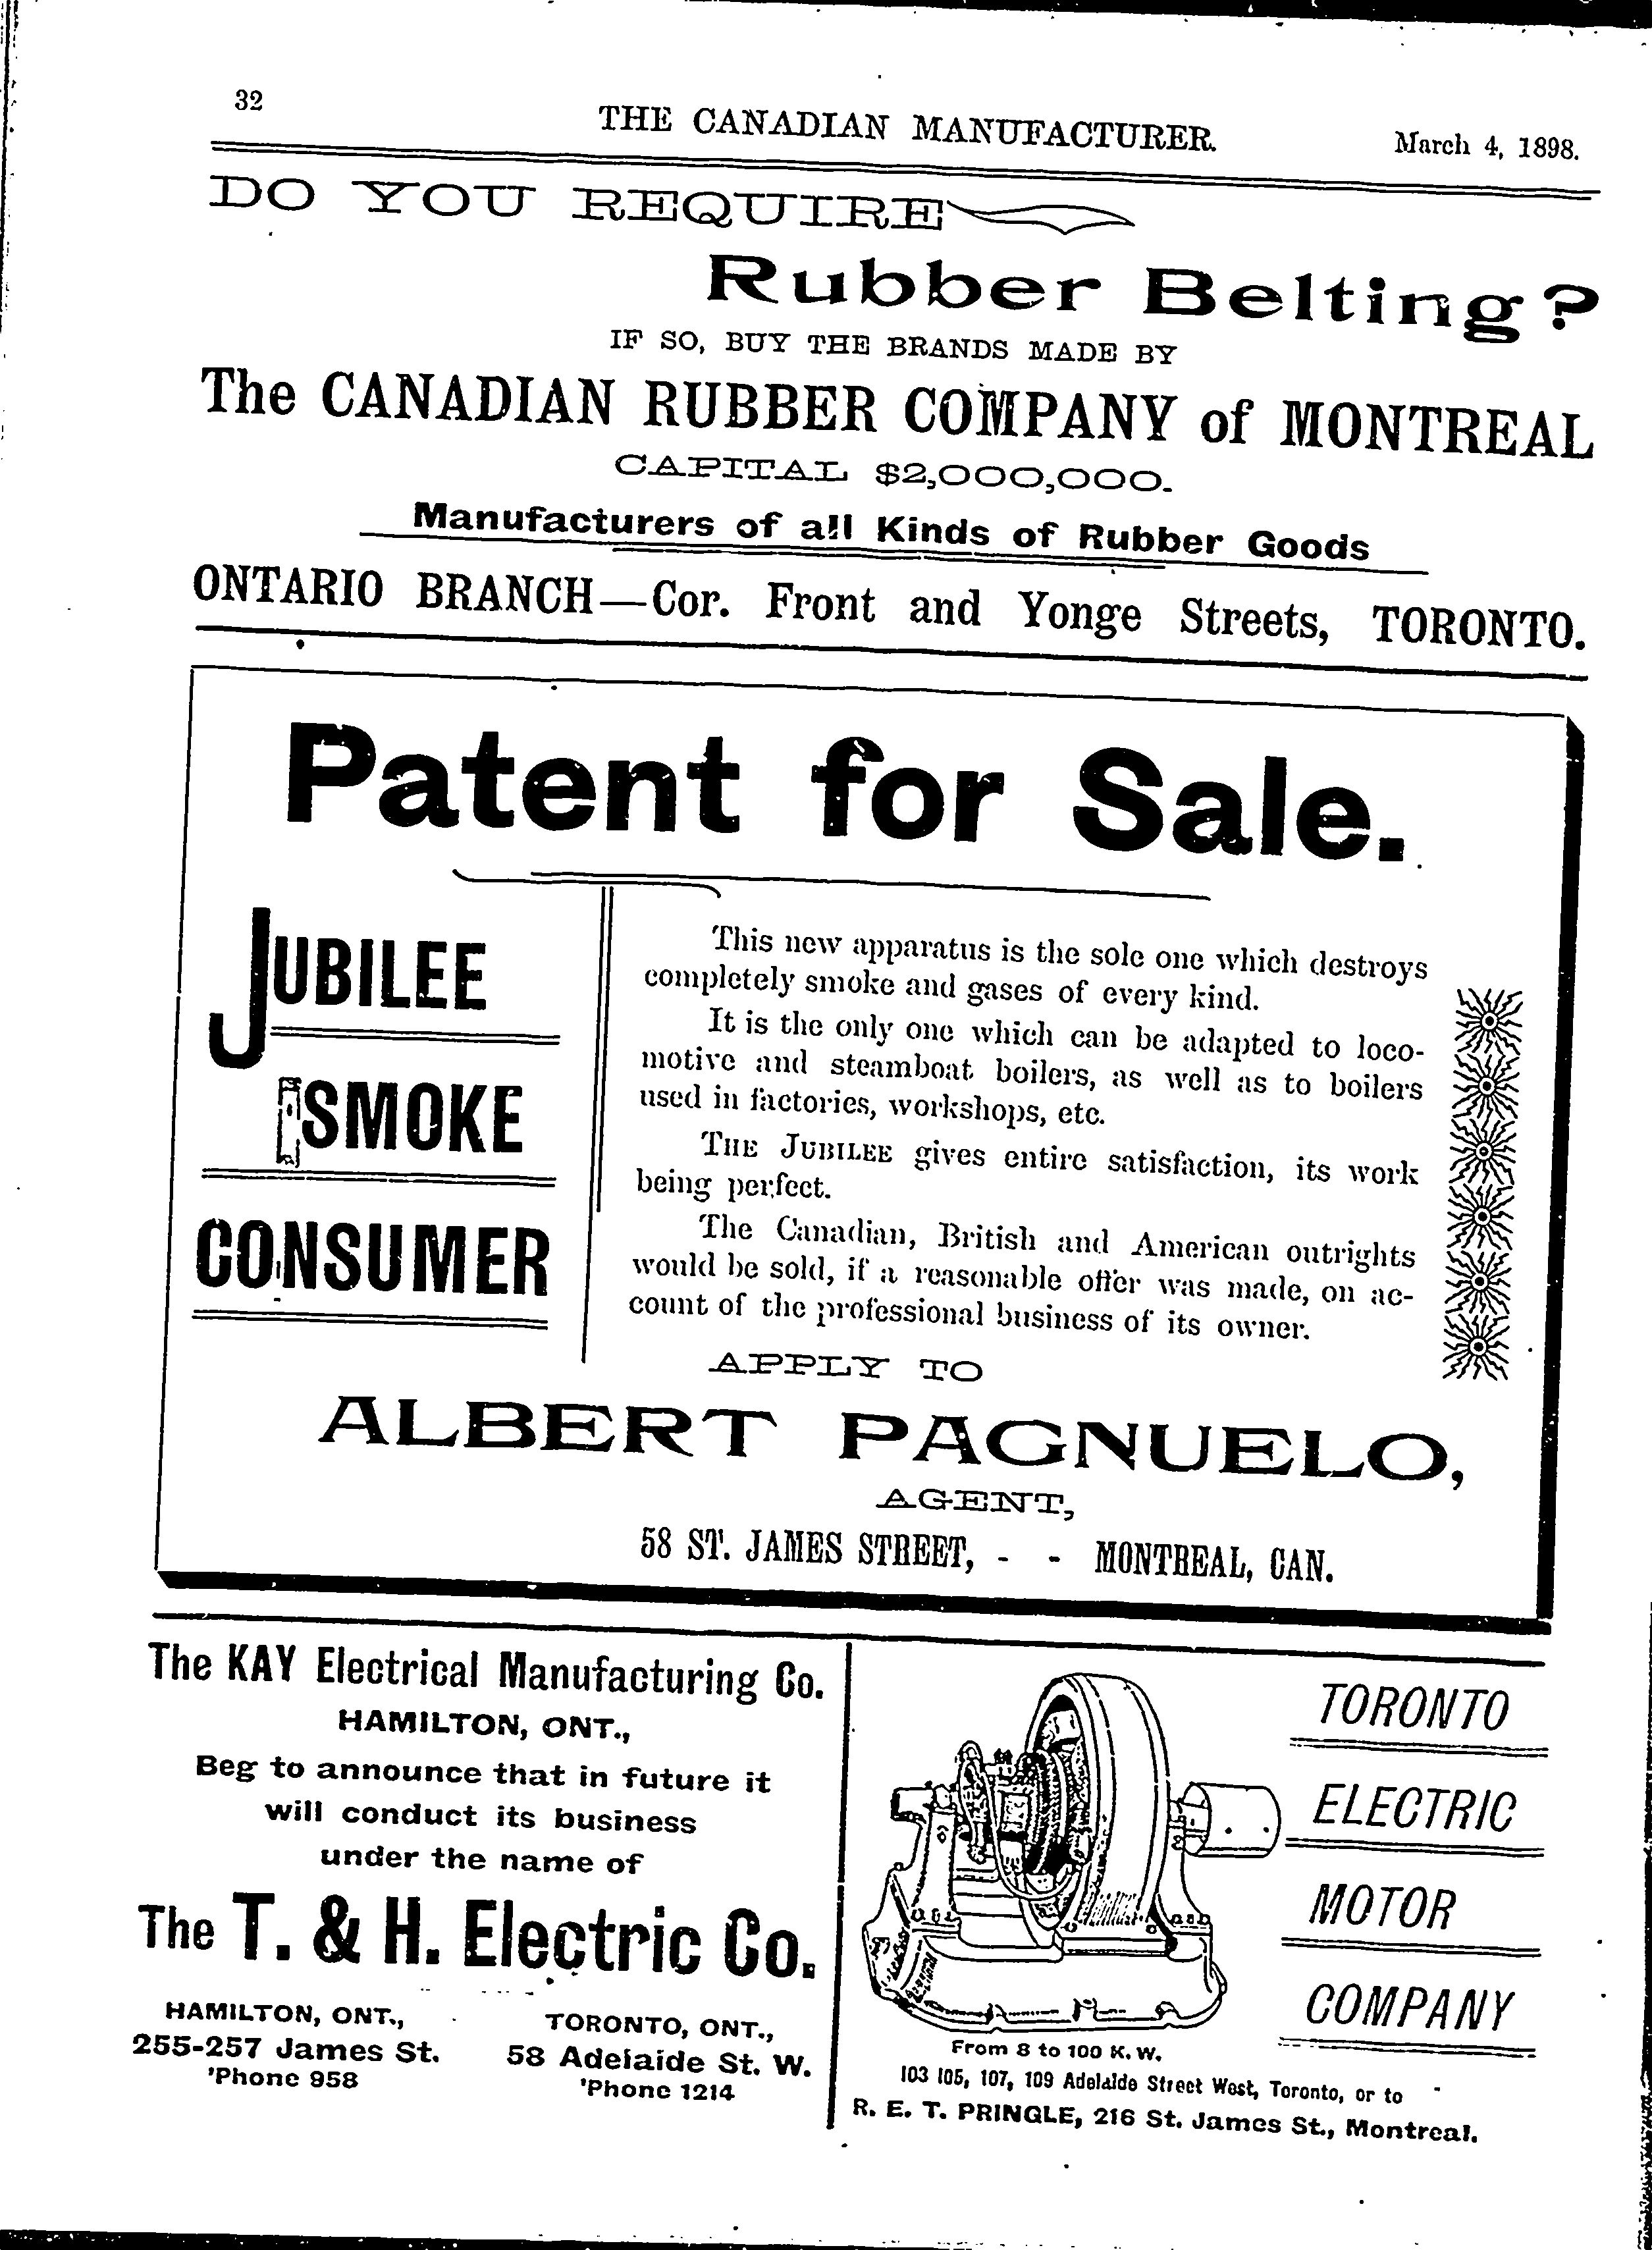 32
THE CANADIAN MANUFACTURER.
March 4, 1898.
DO YOU REQUIRE
Rubber Belting?
IF SO, BUY THE BRANDS MADE BY
The CANADIAN RUBBER COMPANY of MONTREAL
CAPITAL $2,000,000.
Manufacturers of all Kinds of Rubber Goods
ONTARIO BRANCH—Cor. Front and Yonge Streets, TORONTO.
Patent for Sale.
JUBILEE
SMOKE
CONSUMER
This new apparatus is the sole one which destroys
completely smoke and gases of every kind.
It is the only one which can be adapted to loco-
motive and steamboat boilers, as well as to boilers
used in factories, workshops, etc.
THE JUBILEE gives entire satisfaction, its work
being perfect.
The Canadian, British and American outrights
would be sold, if a reasonable offer was made, on ac-
count of the professional business of its owner.
APPLY TO
ALBERT PAGNUELO,
AGENT,
58 ST. JAMES STREET, - - MONTREAL, CAN.
The KAY Electrical Manufacturing Co.
HAMILTON, ONT.,
Beg to announce that in future it
will conduct its business
under the name of
The T. & H. Electric Co.
HAMILTON, ONT.,
255-257 James St.
'Phone 958
TORONTO, ONT.,
58 Adelaide St. W.
'Phone 1214
TORONTO
ELECTRIC
MOTOR
COMPANY
From 8 to 100 K. W.
103 105, 107, 109 Adelaide Street West, Toronto, or to
R. E. T. PRINGLE, 216 St. James St., Montreal.